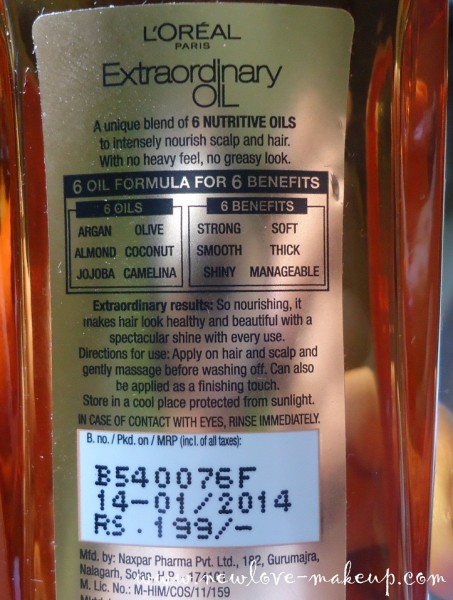 L'ORÉAL
PARIS
Extraordinary
OIL
A unique blend of 6 NUTRITIVE OILS
to intensely nourish scalp and hair.
With no heavy feel, no greasy look.
6 OIL FORMULA FOR 6 BENEFITS
6 OILS
ARGAN OLIVE
ALMOND COCONUT
JOJOBA CAMELINA
6 BENEFITS
STRONG SOFT
SMOOTH THICK
SHINY MANAGEABLE
Extraordinary results: So nourishing, it
makes hair look healthy and beautiful with a
spectacular shine with every use.
Directions for use: Apply on hair and scalp and
gently massage before washing off. Can also
be applied as a finishing touch.
Store in a cool place protected from sunlight.
IN CASE OF CONTACT WITH EYES, RINSE IMMEDIATELY.
B. no. / Pkd. on / MRP (incl. of all taxes):
B540076F
14-01/2014
RS.199/-
Mfd. by: Naxpar Pharma Pvt. Ltd., 182, Gurumajra,
Nalagarh, Solan, H.P.
www.newlove-makeup.com
M. Lic. No.: M-HIM/COS/11/159